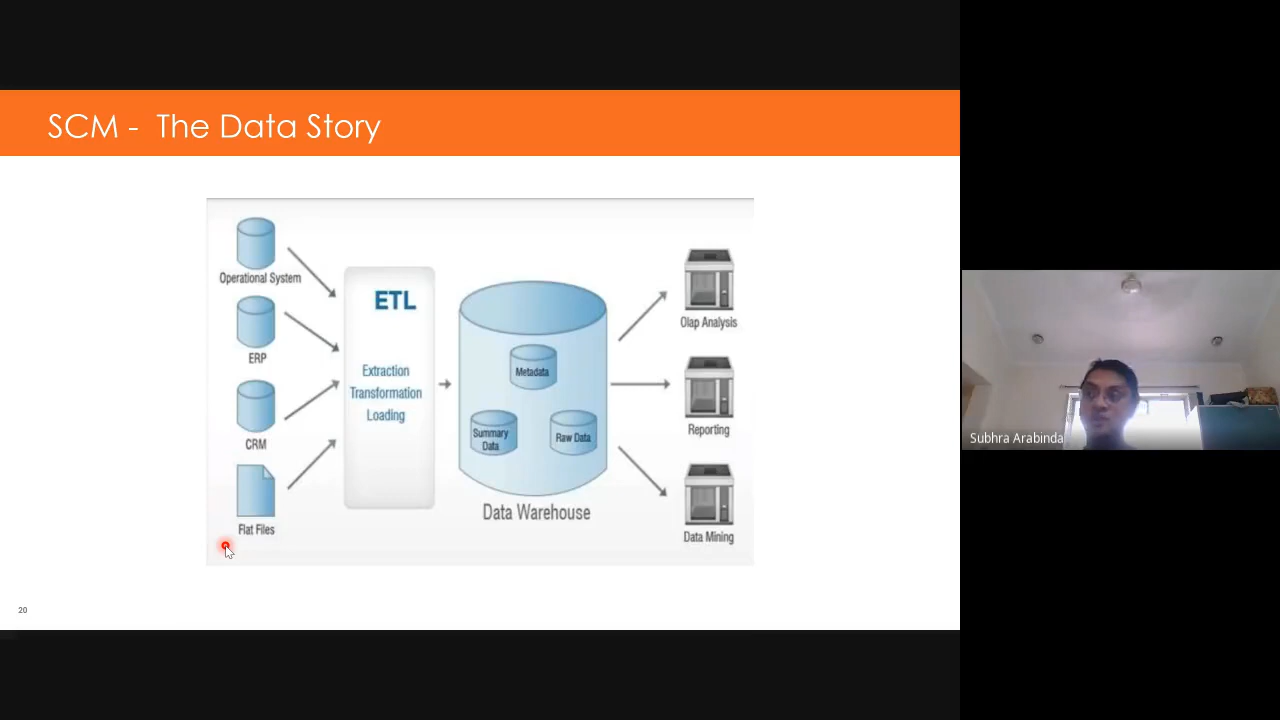 SCM - The Data Story
Operational System
ERP
CRM
Flat Files
ETL
Extraction
Transformation
Loading
Metadata
Summary
Data
Raw Data
Data Warehouse
Olap Analysis
Reporting
Data Mining
20
Subhra Arabinda